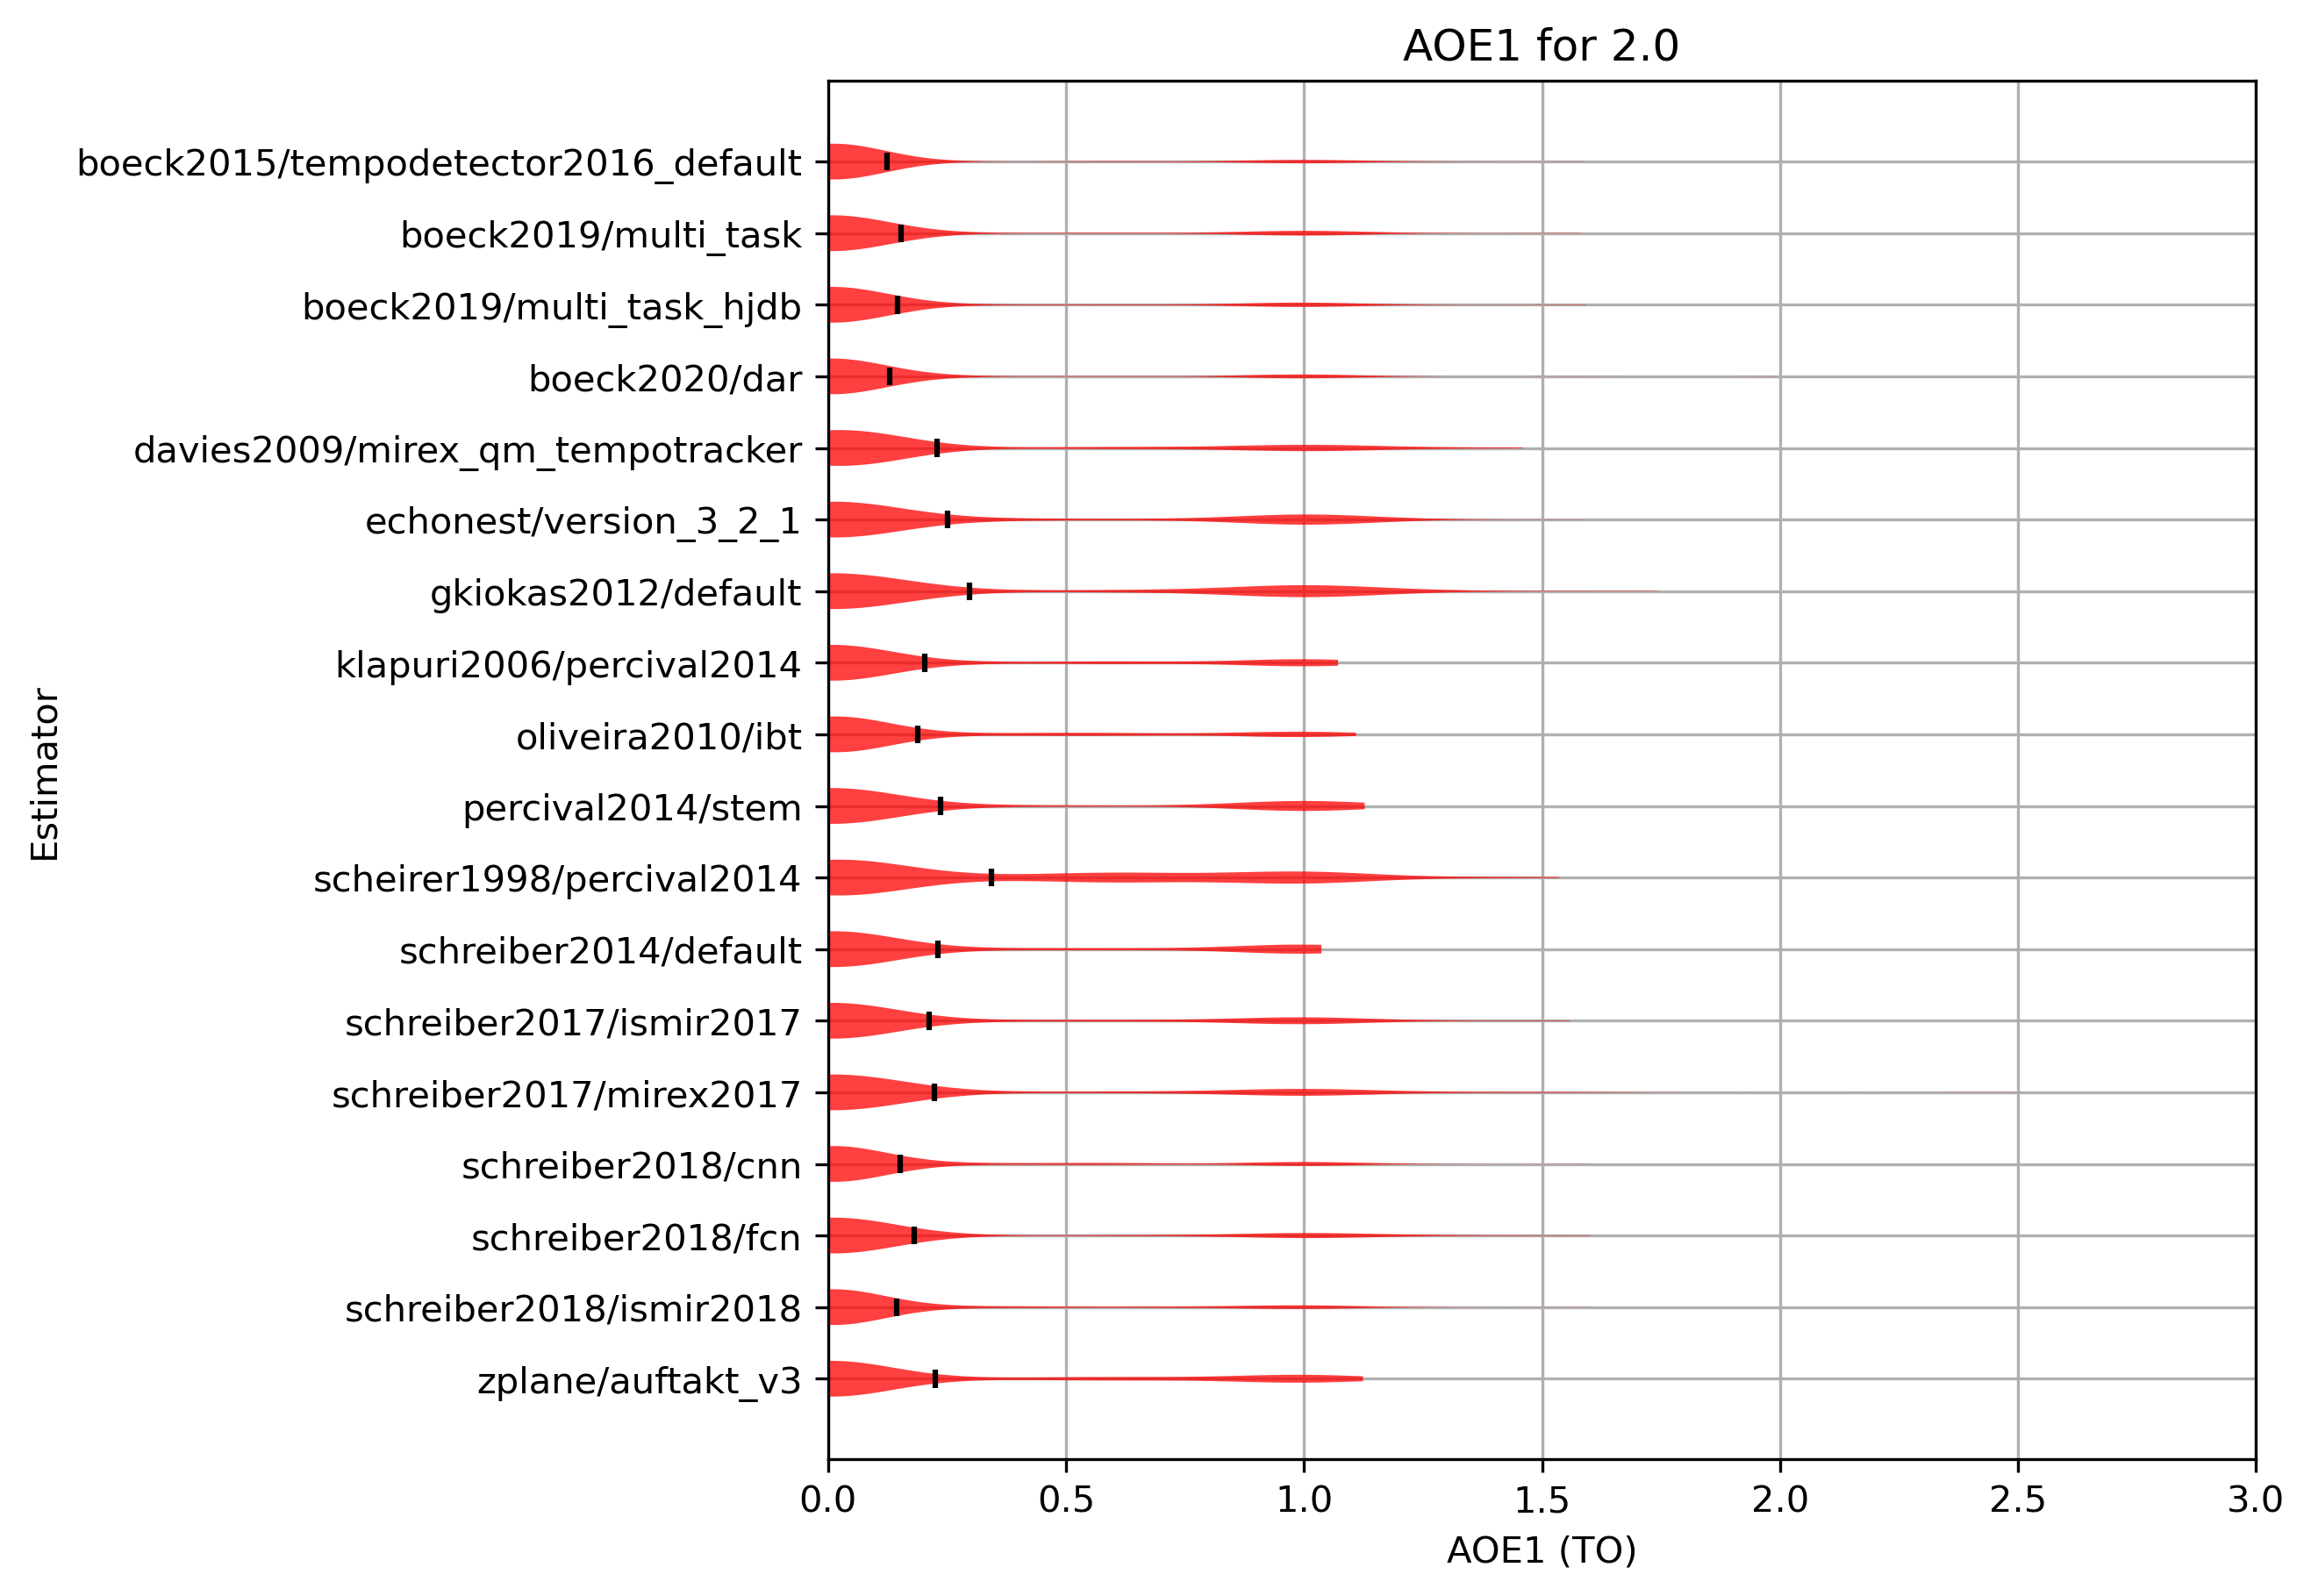 AOE1 for 2.0
boeck2015/tempodetector2016_default
boeck2019/multi_task
boeck2019/multi_task_hjdb
boeck2020/dar
davies2009/mirex_qm_tempotracker
echonest/version_3_2_1
gkiokas2012/default
klapuri2006/percival2014
oliveira2010/ibt
percival2014/stem
scheirer1998/percival2014
schreiber2014/default
schreiber2017/ismir2017
schreiber2017/mirex2017
schreiber2018/cnn
schreiber2018/fcn
schreiber2018/ismir2018
zplane/auftakt_v3
Estimator
0.0 0.5 1.0 1.5 2.0 2.5 3.0
AOE1 (TO)